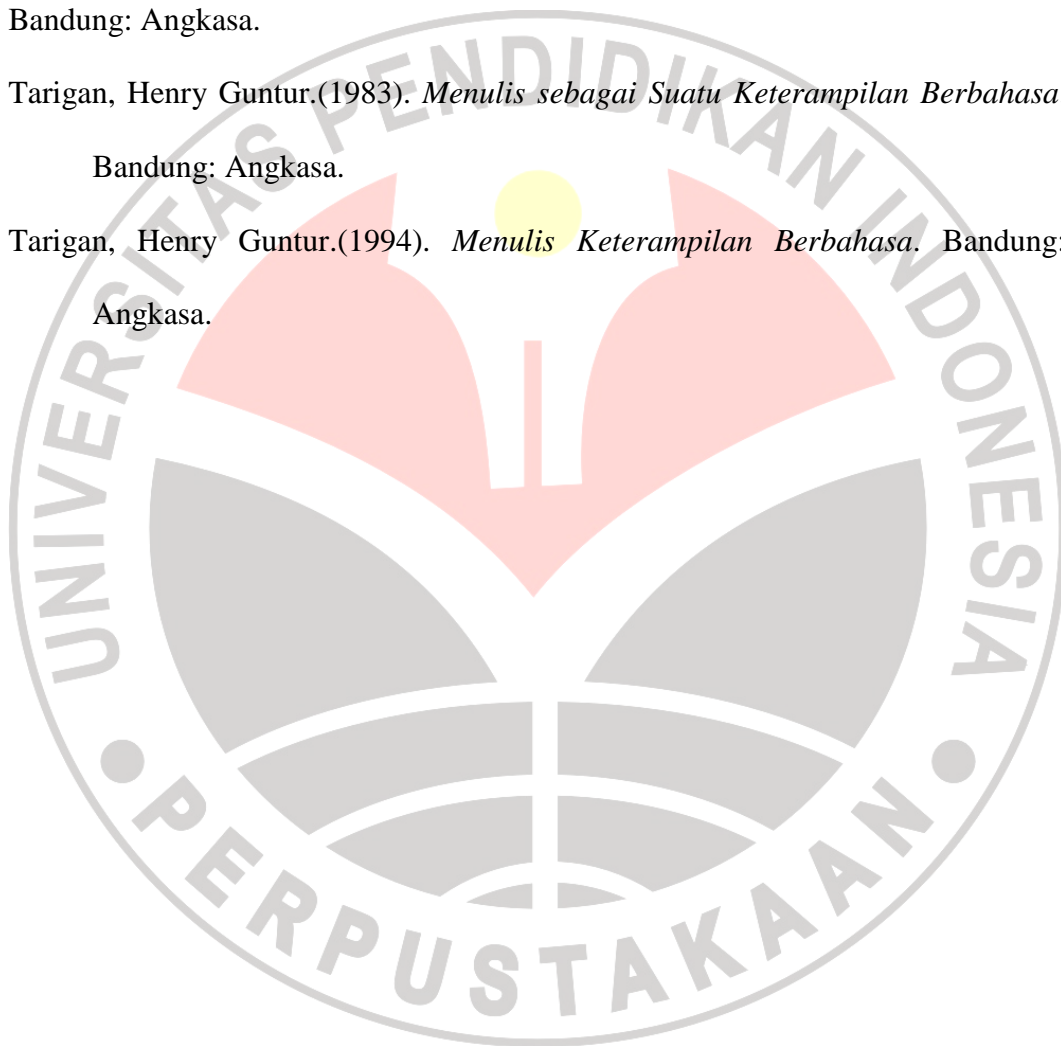 Bandung: Angkasa.
Tarigan, Henry Guntur.(1983). Menulis sebagai Suatu Keterampilan Berbahasa
Bandung: Angkasa.
Tarigan, Henry Guntur.(1994). Menulis Keterampilan Berbahasa. Bandung:
Angkasa.
UNIVERSITAS PENDIDIKAN INDONESIA
PERPUSTAKAAN